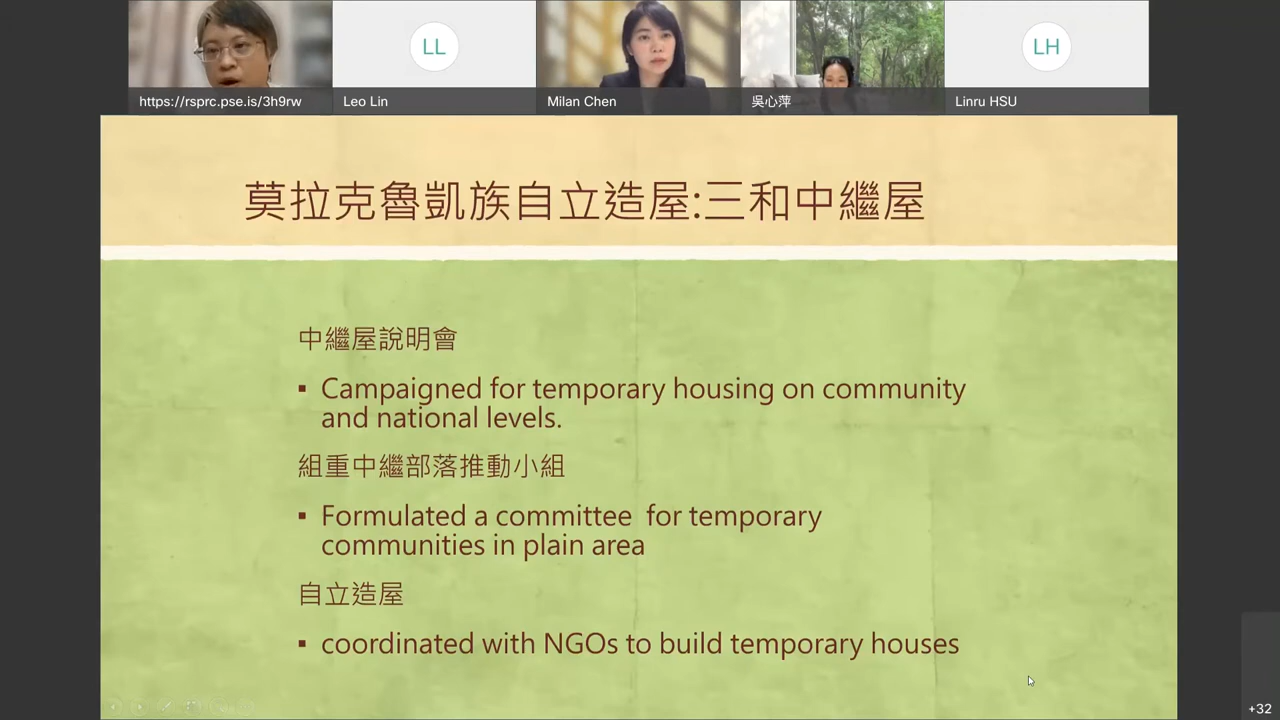 LL
LH
https://rsprc.pse.is/3h9rw
Leo Lin
Milan Chen
吳心萍
Linru HSU
莫拉克魯凱族自立造屋:三和中繼屋
中繼屋說明會
▪ Campaigned for temporary housing on community
and national levels.
組重中繼部落推動小組
▪ Formulated a committee  for temporary
communities in plain area
自立造屋
▪ coordinated with NGOs to build temporary houses
+32